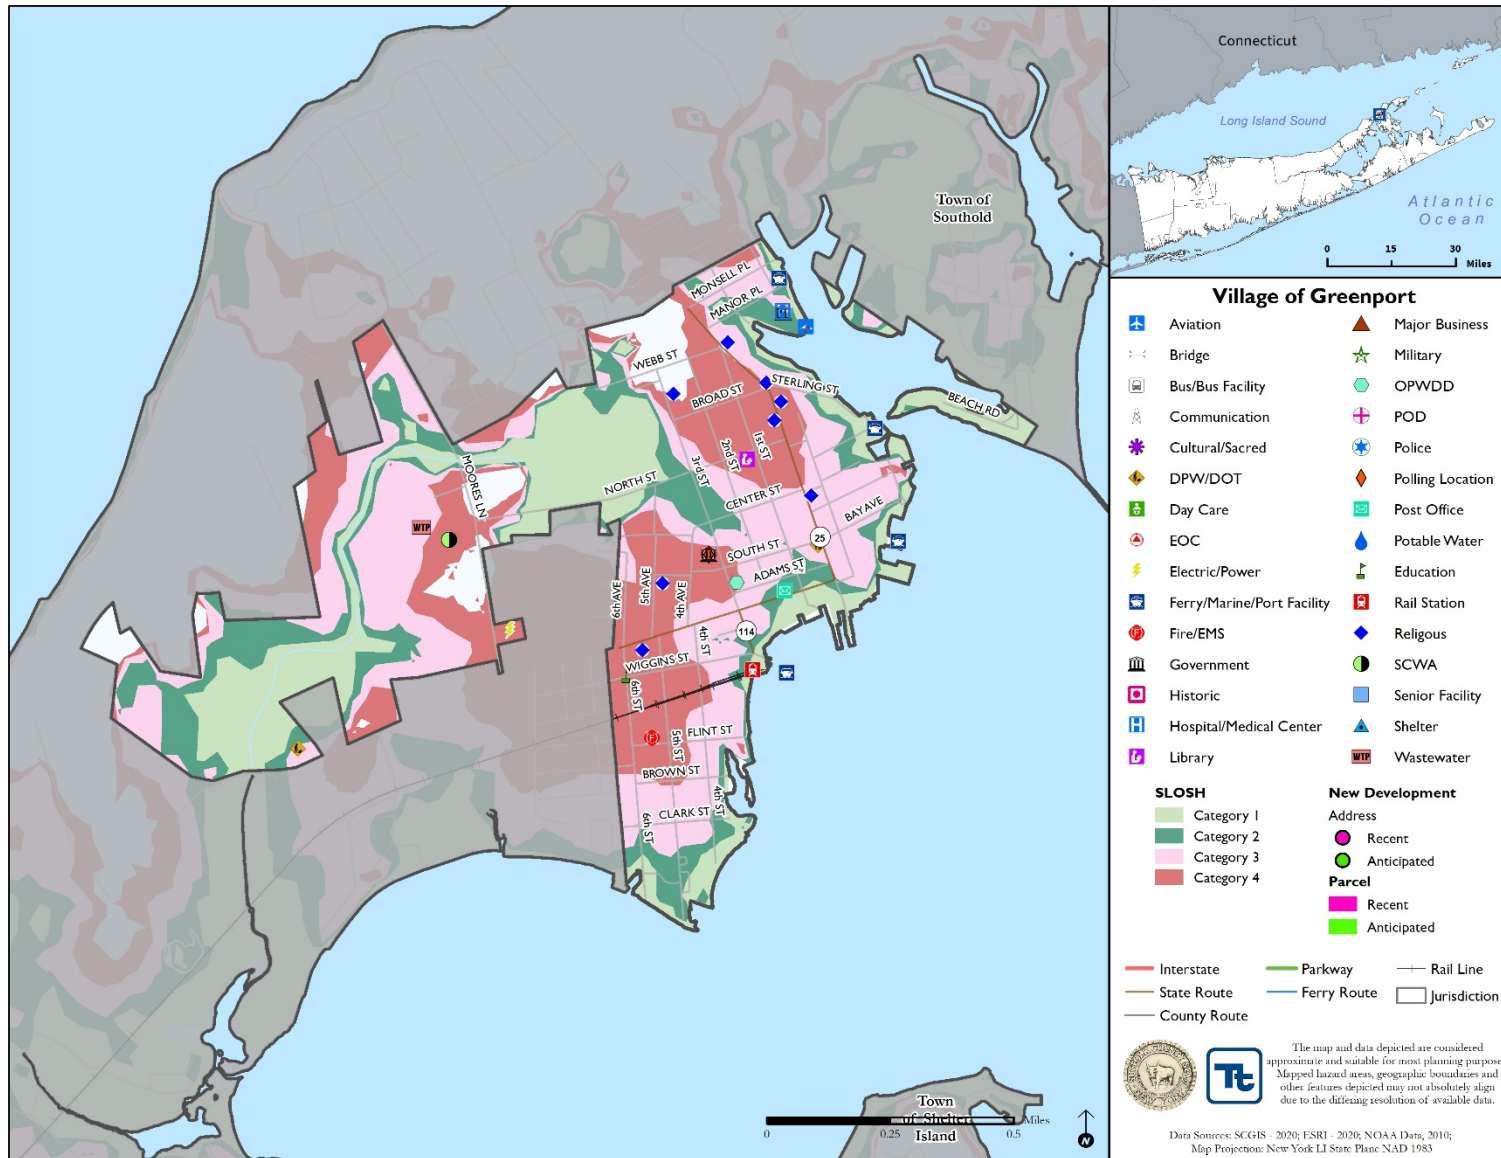 Connecticut
Long Island Sound
Atlantic
Ocean
0 15 30
Miles
Town of
Southold
MONSELL PL
MANOR PL
WEBB ST
BROAD ST
STERLING ST
BEACH RD
1st ST
2nd ST
3rd ST
MOORES LN
NORTH ST
CENTER ST
BAY AVE
SOUTH ST
25
ADAMS ST
6th AVE
5th AVE
4th AVE
4th ST
114
WIGGINS ST
6th ST
FLINT ST
5th ST
BROWN ST
4th ST
CLARK ST
6th ST
WTP
H
F
Town
of Shelter
Island
0 0.25 0.5
Miles
N
Village of Greenport
Aviation
Bridge
Bus/Bus Facility
Communication
Cultural/Sacred
DPW/DOT
Day Care
EOC
Electric/Power
Ferry/Marine/Port Facility
F Fire/EMS
Government
Historic
H Hospital/Medical Center
Library
Major Business
Military
OPWDD
POD
Police
Polling Location
Post Office
Potable Water
Education
Rail Station
Religous
SCWA
Senior Facility
Shelter
WTP Wastewater
SLOSH
Category 1
Category 2
Category 3
Category 4
New Development
Address
Recent
Anticipated
Parcel
Recent
Anticipated
Interstate
State Route
County Route
Parkway
Ferry Route
Rail Line
Jurisdiction
Tt
The map and data depicted are considered
approximate and suitable for most planning purpose
Mapped hazard areas, geographic boundaries and
other features depicted may not absolutely align
due to the differing resolution of available data.
Data Sources: SCGIS - 2020; ESRI - 2020; NOAA Data, 2010;
Map Projection: New York LI State Plane NAD 1983